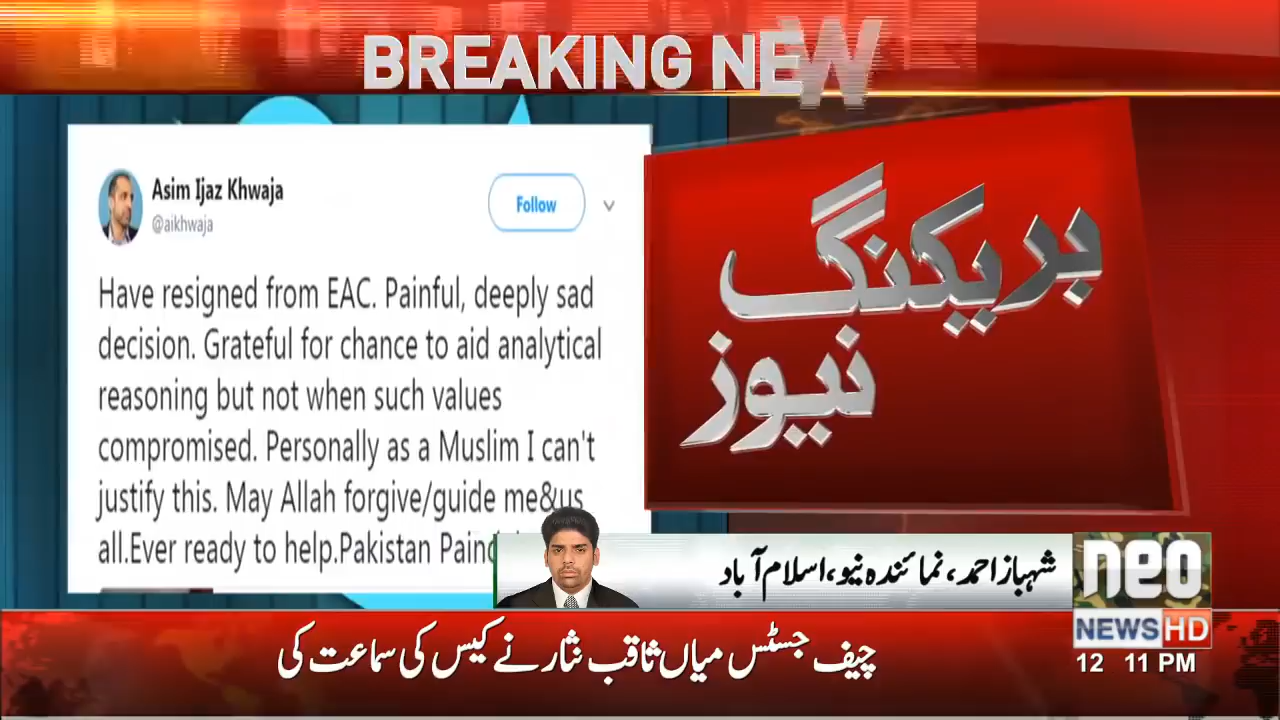 BREAKING NEW
Asim Ijaz Khwaja
@aikhwaja
Follow
Have resigned from EAC. Painful, deeply sad
decision. Grateful for chance to aid analytical
reasoning but not when such values
compromised. Personally as a Muslim I can't
justify this. May Allah forgive/guide me&us
all.Ever ready to help.Pakistan
بریکنگ
نیوز
شہباز احمد، نمائندہ نیو، اسلام آباد
neo
NEWS HD
12 11 PM
چیف جسٹس میاں ثاقب نثار نے کیس کی سماعت کی